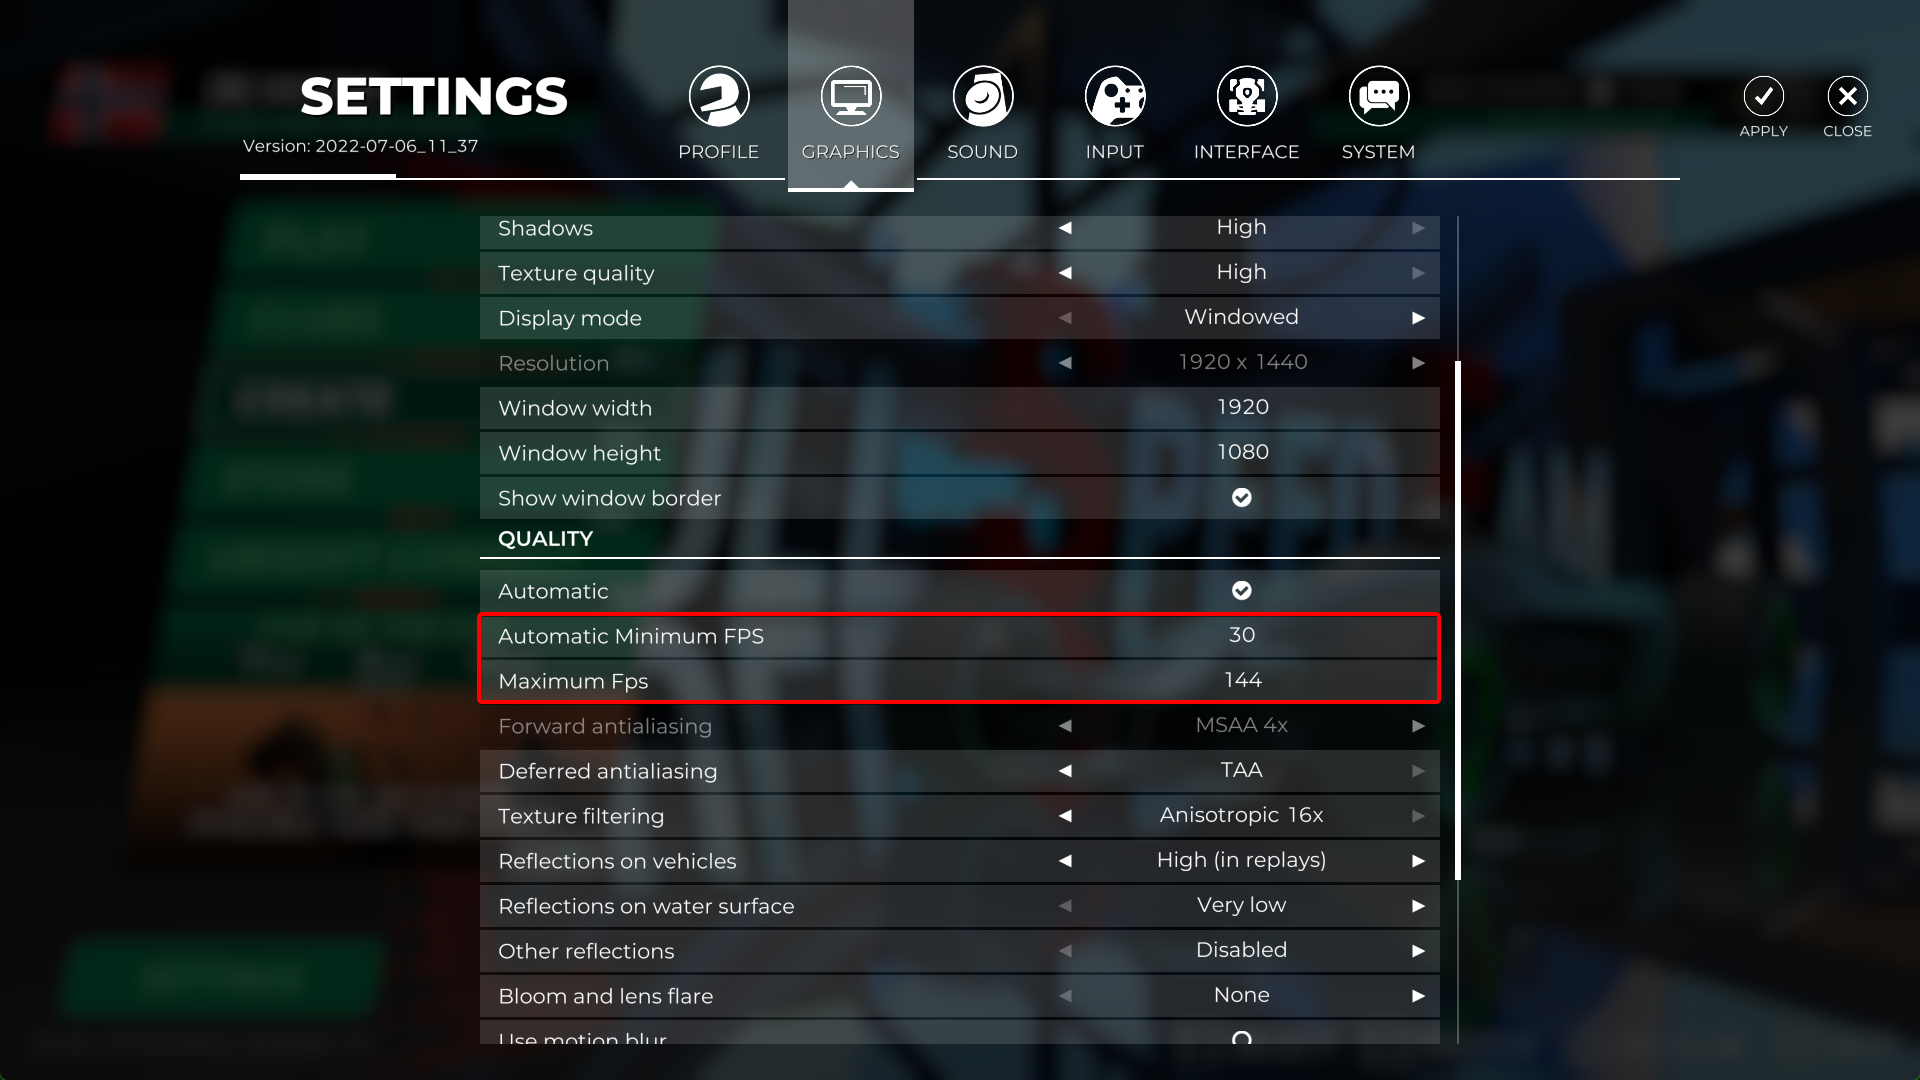 SETTINGS
Version: 2022-07-06_11_37
PROFILE
GRAPHICS
SOUND
INPUT
INTERFACE
SYSTEM
APPLY
CLOSE
Shadows High
Texture quality High
Display mode Windowed
Resolution 1920 x 1440
Window width 1920
Window height 1080
Show window border
QUALITY
Automatic
Automatic Minimum FPS 30
Maximum Fps 144
Forward antialiasing MSAA 4x
Deferred antialiasing TAA
Texture filtering Anisotropic 16x
Reflections on vehicles High (in replays)
Reflections on water surface Very low
Other reflections Disabled
Bloom and lens flare None
Use motion blur